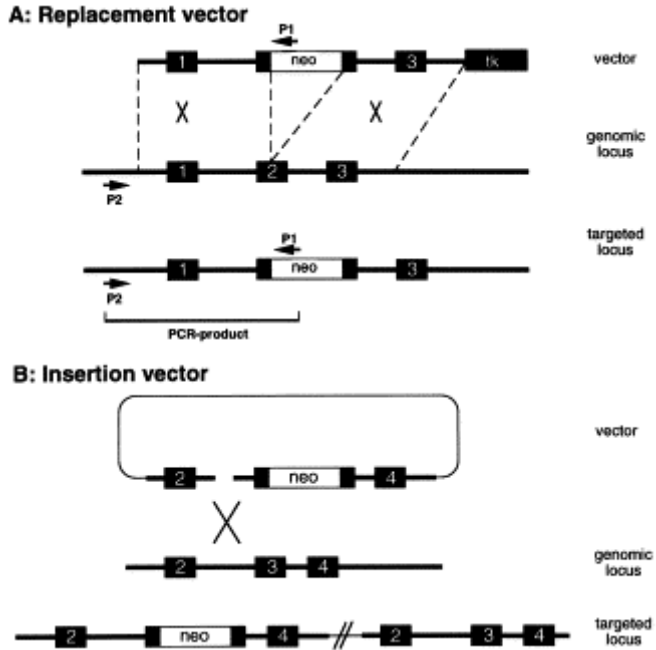 A: Replacement vector
P1
1 neo 3 tk vector
genomic
locus
1 2 3
P2
P1
targeted
locus
1 neo 3
P2
PCR-product
B: Insertion vector
vector
2 neo 4
genomic
locus
2 3 4
targeted
locus
2 neo 4 2 3 4